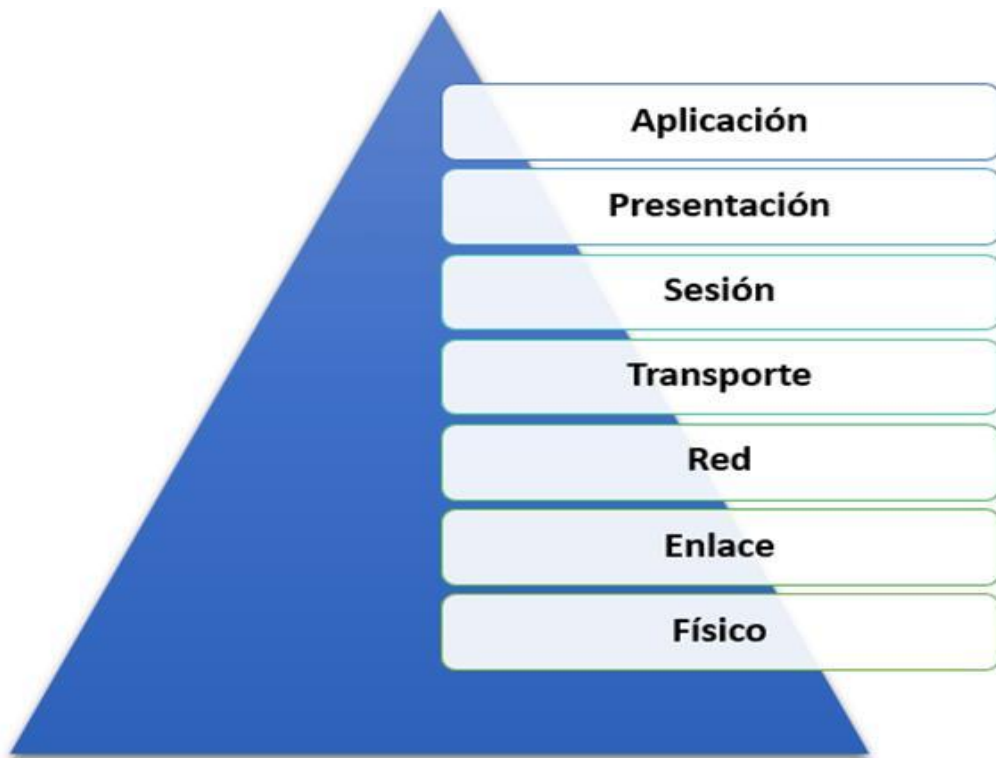 Aplicación
Presentación
Sesión
Transporte
Red
Enlace
Físico